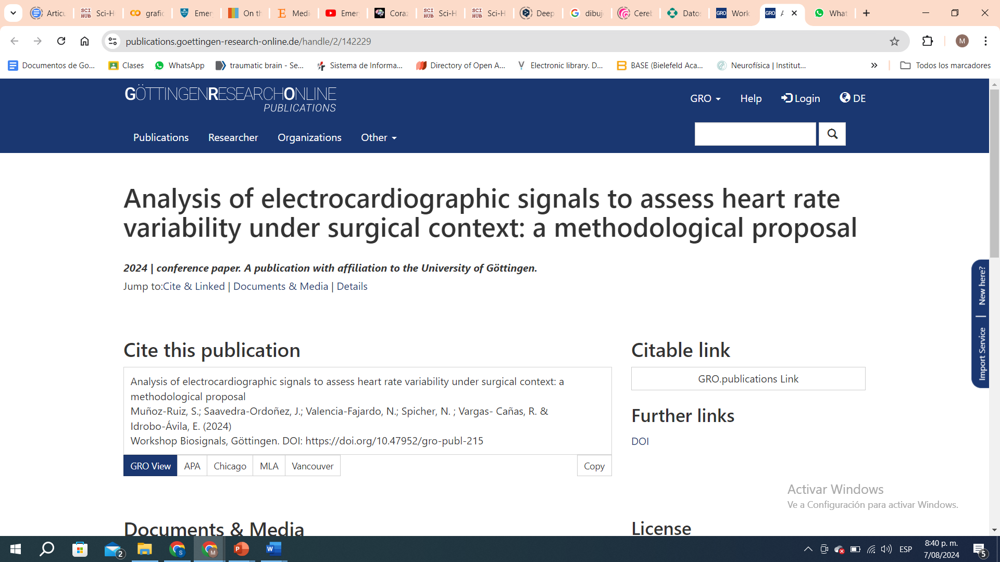 Articu
Sci-H
grafic
Emer
On th
Medi
Emer
Coraz
Sci-H
Sci-H
Deep
dibuj
Cereb
Datos
Work
A
What
publications.goettingen-research-online.de/handle/2/142229
M
Documentos de Go...
Clases
WhatsApp
traumatic brain - Se...
Sistema de Informa...
Directory of Open A...
Electronic library. D...
BASE (Bielefeld Aca...
Neurofísica | Institut...
»
Todos los marcadores
GÖTTINGENRESEARCHONLINE
PUBLICATIONS
GRO
Help
Login
DE
Publications
Researcher
Organizations
Other
Analysis of electrocardiographic signals to assess heart rate
variability under surgical context: a methodological proposal
2024 | conference paper. A publication with affiliation to the University of Göttingen.
Jump to:Cite & Linked | Documents & Media | Details
New here?
Import Service
Cite this publication
Analysis of electrocardiographic signals to assess heart rate variability under surgical context: a
methodological proposal
Muñoz-Ruiz, S.; Saavedra-Ordoñez, J.; Valencia-Fajardo, N.; Spicher, N. ; Vargas- Cañas, R. &
Idrobo-Ávila, E. (2024)
Workshop Biosignals, Göttingen. DOI: https://doi.org/10.47952/gro-publ-215
GRO View
APA
Chicago
MLA
Vancouver
Copy
Citable link
GRO.publications Link
Further links
DOI
Activar Windows
Ve a Configuración para activar Windows.
Documents & Media
License
2
ESP
8:40 p. m.
7/08/2024
5